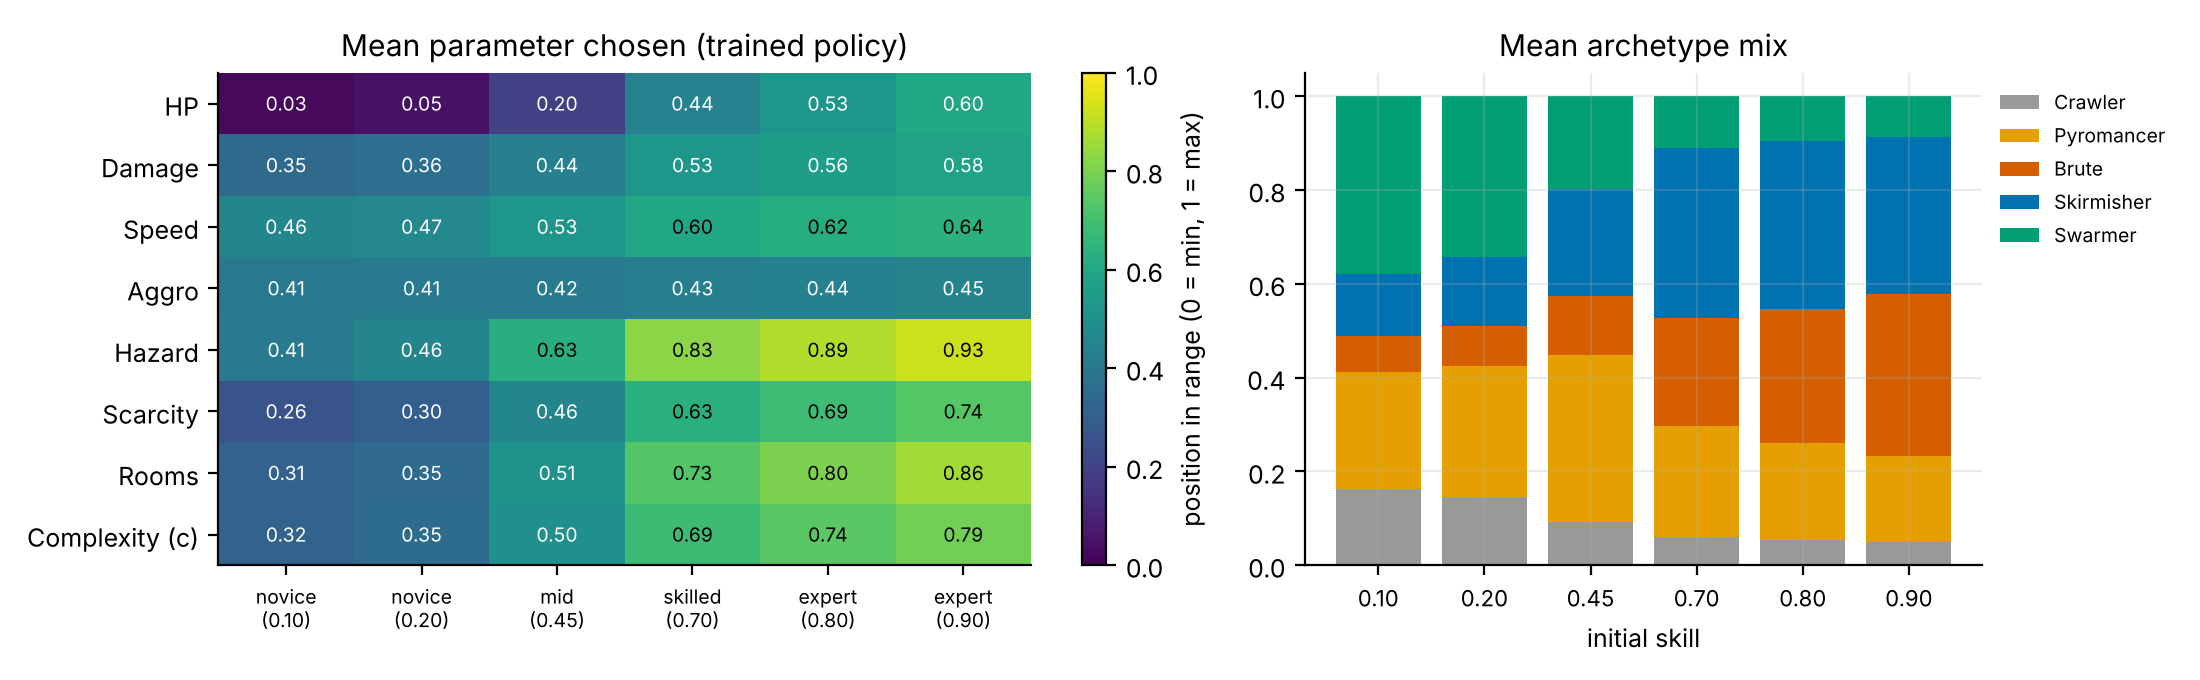 Mean parameter chosen (trained policy)
HP 0.03 0.05 0.20 0.44 0.53 0.60
Damage 0.35 0.36 0.44 0.53 0.56 0.58
Speed 0.46 0.47 0.53 0.60 0.62 0.64
Aggro 0.41 0.41 0.42 0.43 0.44 0.45
Hazard 0.41 0.46 0.63 0.83 0.89 0.93
Scarcity 0.26 0.30 0.46 0.63 0.69 0.74
Rooms 0.31 0.35 0.51 0.73 0.80 0.86
Complexity (c) 0.32 0.35 0.50 0.69 0.74 0.79
novice novice mid skilled expert expert
(0.10) (0.20) (0.45) (0.70) (0.80) (0.90)
1.0
0.8
0.6
0.4
0.2
0.0
position in range (0 = min, 1 = max)
Mean archetype mix
1.0
0.8
0.6
0.4
0.2
0.0
0.10 0.20 0.45 0.70 0.80 0.90
initial skill
Crawler
Pyromancer
Brute
Skirmisher
Swarmer